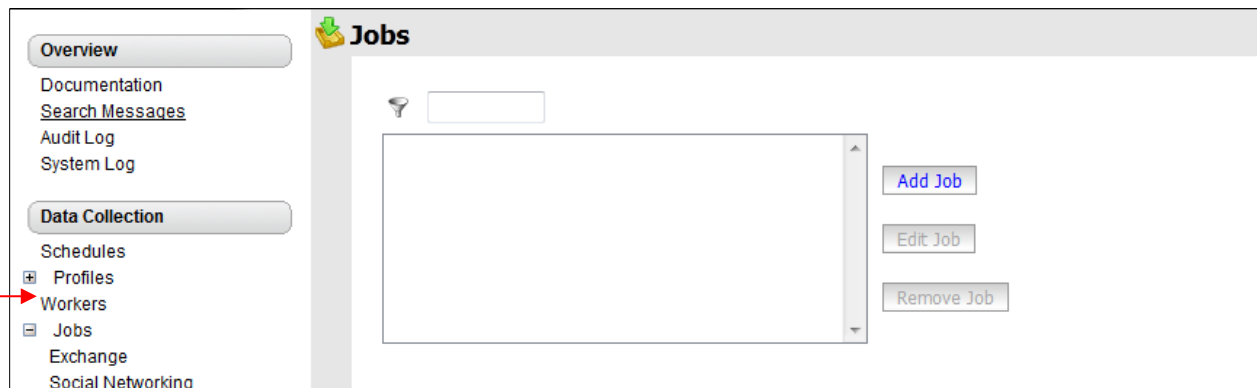 Overview
Documentation
Search Messages
Audit Log
System Log
Data Collection
Schedules
Profiles
Workers
Jobs
Exchange
Social Networking
Jobs
Add Job
Edit Job
Remove Job